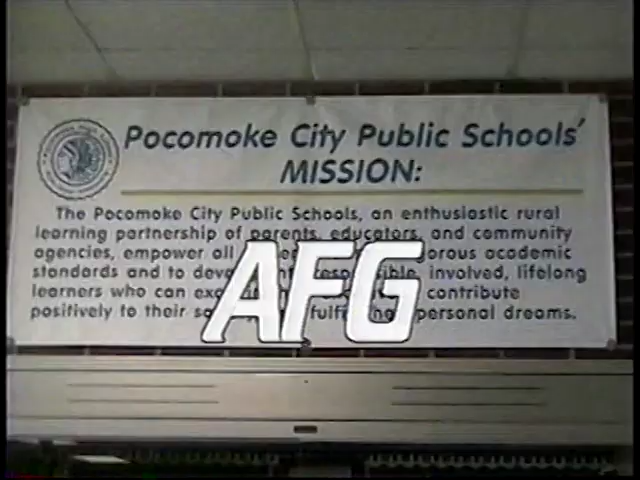 Pocomoke City Public Schools'
MISSION:
The Pocomoke City Public Schools, an enthusiastic rural
learning partnership of parents, educators, and community
agencies, empower all academic
standards and to involved, lifelong
learners who can contribute
positively to their personal dreams.
AFG